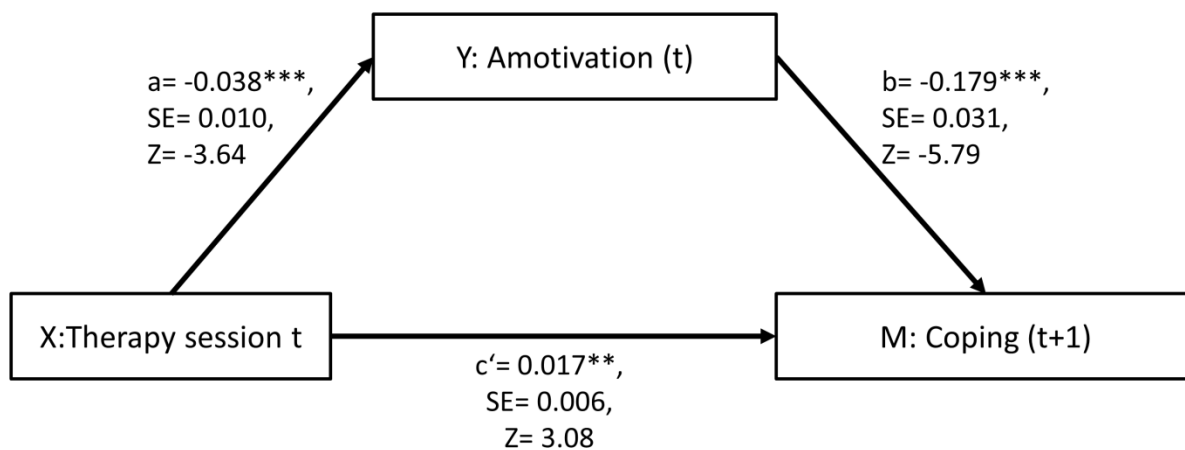 Y: Amotivation (t)
a= -0.038***,
SE= 0.010,
Z= -3.64
b= -0.179***,
SE= 0.031,
Z= -5.79
X:Therapy session t
M: Coping (t+1)
c‘= 0.017**,
SE= 0.006,
Z= 3.08